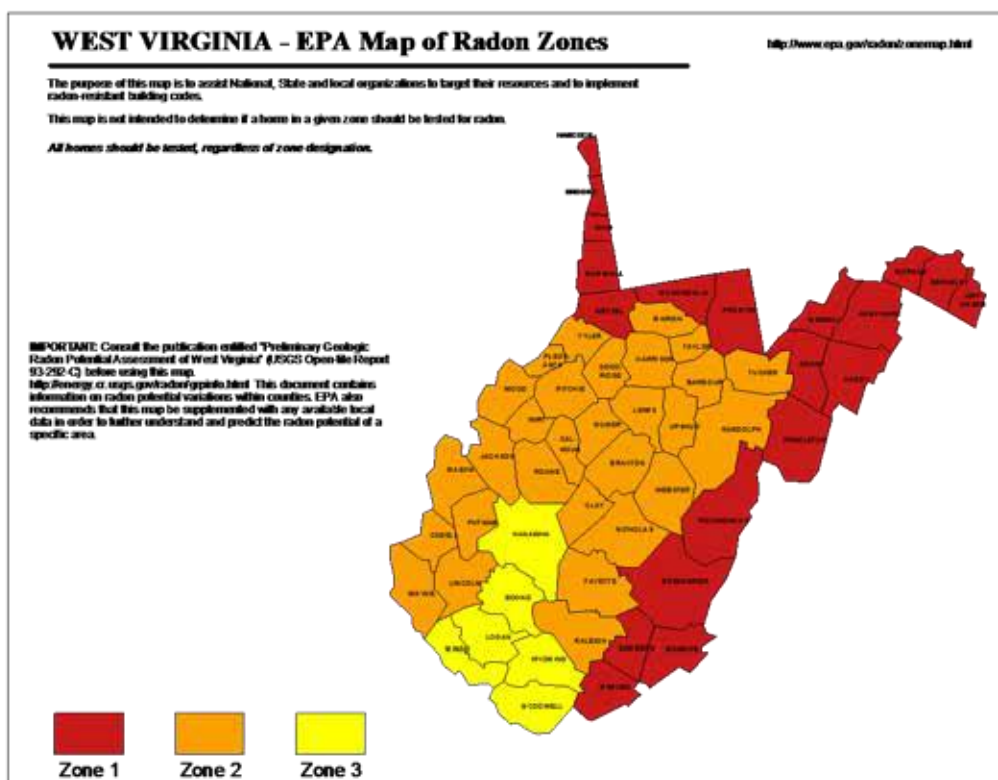 WEST VIRGINIA - EPA Map of Radon Zones
http://www.epa.gov/radon/zonemap.html
The purpose of this map is to assist National, State and local organizations to target their resources and to implement
radon-resistant building codes.
This map is not intended to determine if a home in a given zone should be tested for radon.
All homes should be tested, regardless of zone designation.
HANCOCK
MARSHALL
WETZEL
MONONGALIA
PRESTON
MORGAN
BERKELEY
MINERAL
HAMPSHIRE
GRANT
HARDY
PENDLETON
MARION
TYLER
TAYLOR
HARRISON
TUCKER
BARBOUR
WOOD
RITCHIE
LEWIS
UPSHUR
GILMER
RANDOLPH
WIRT
JACKSON
ROANE
BRAXTON
MASON
WEBSTER
CLAY
PUTNAM
NICHOLAS
KANAWHA
POCAHONTAS
CABELL
LINCOLN
WAYNE
FAYETTE
GREENBRIER
BOONE
LOGAN
RALEIGH
MINGO
WYOMING
MONROE
MERCER
MCDOWELL
IMPORTANT: Consult the publication entitled "Preliminary Geologic
Radon Potential Assessment of West Virginia" (USGS Open-file Report
93-292-C) before using this map.
http://energy.cr.usgs.gov/radon/grpinfo.html This document contains
information on radon potential variations within counties. EPA also
recommends that this map be supplemented with any available local
data in order to further understand and predict the radon potential of a
specific area.
Zone 1 Zone 2 Zone 3